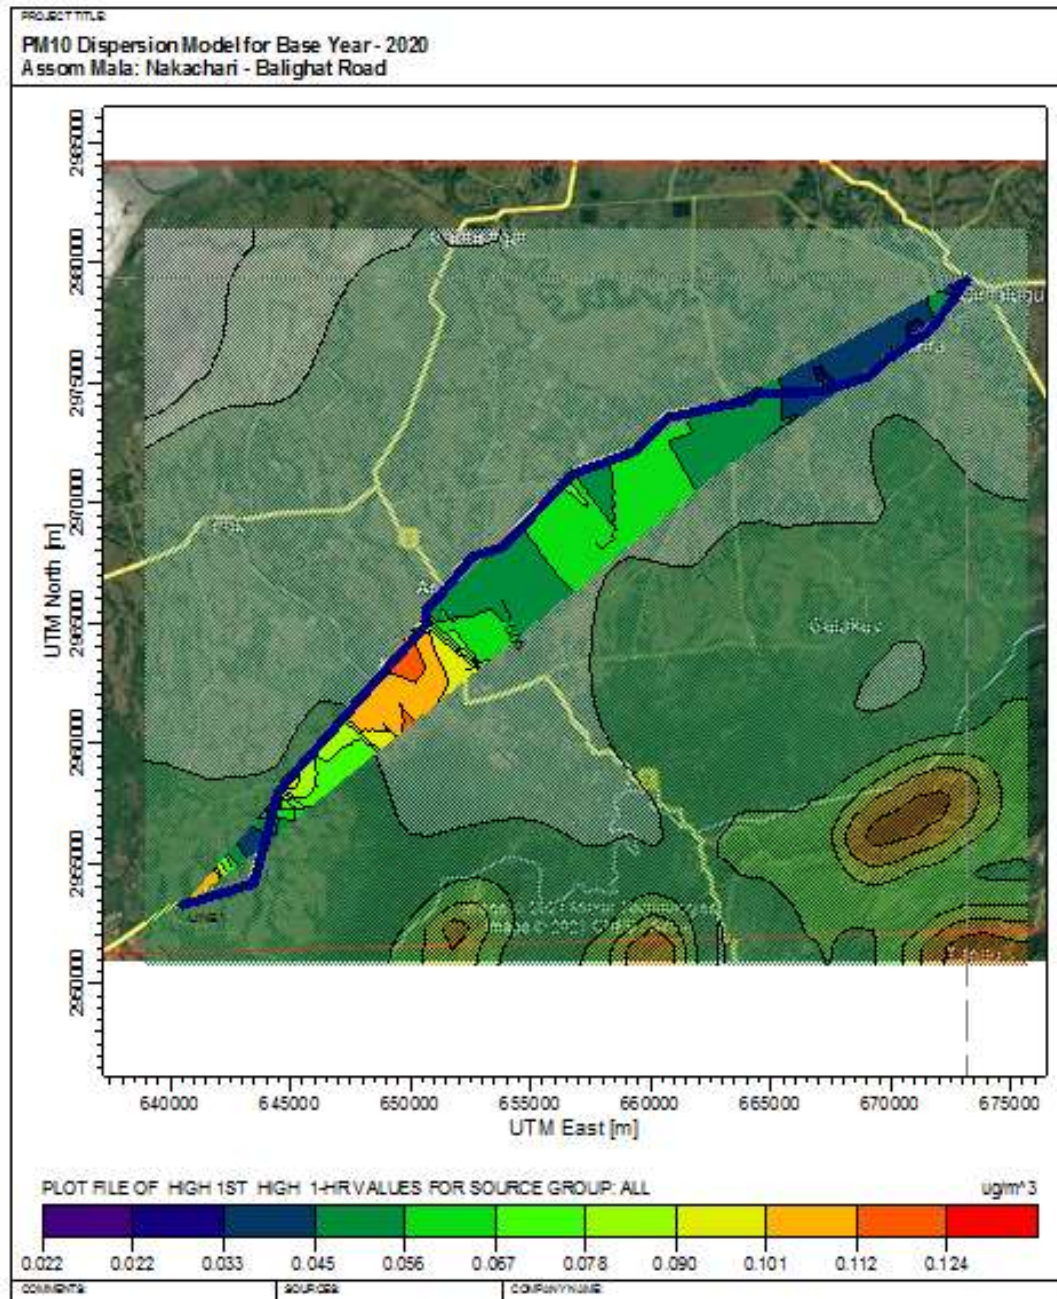 PROJECT TITLE:
PM10 Dispersion Model for Base Year - 2020
Assom Mala: Nakachari - Balighat Road
UTM North [m]
2985000
2980000
2975000
2970000
2965000
2960000
2955000
2950000
LINE1
640000 645000 650000 655000 660000 665000 670000 675000
UTM East [m]
PLOT FILE OF HIGH 1ST HIGH 1-HR VALUES FOR SOURCE GROUP: ALL ug/m^3
0.022 0.022 0.033 0.045 0.056 0.067 0.078 0.090 0.101 0.112 0.124
COMMENTS: SOURCES: COMPANY NAME: